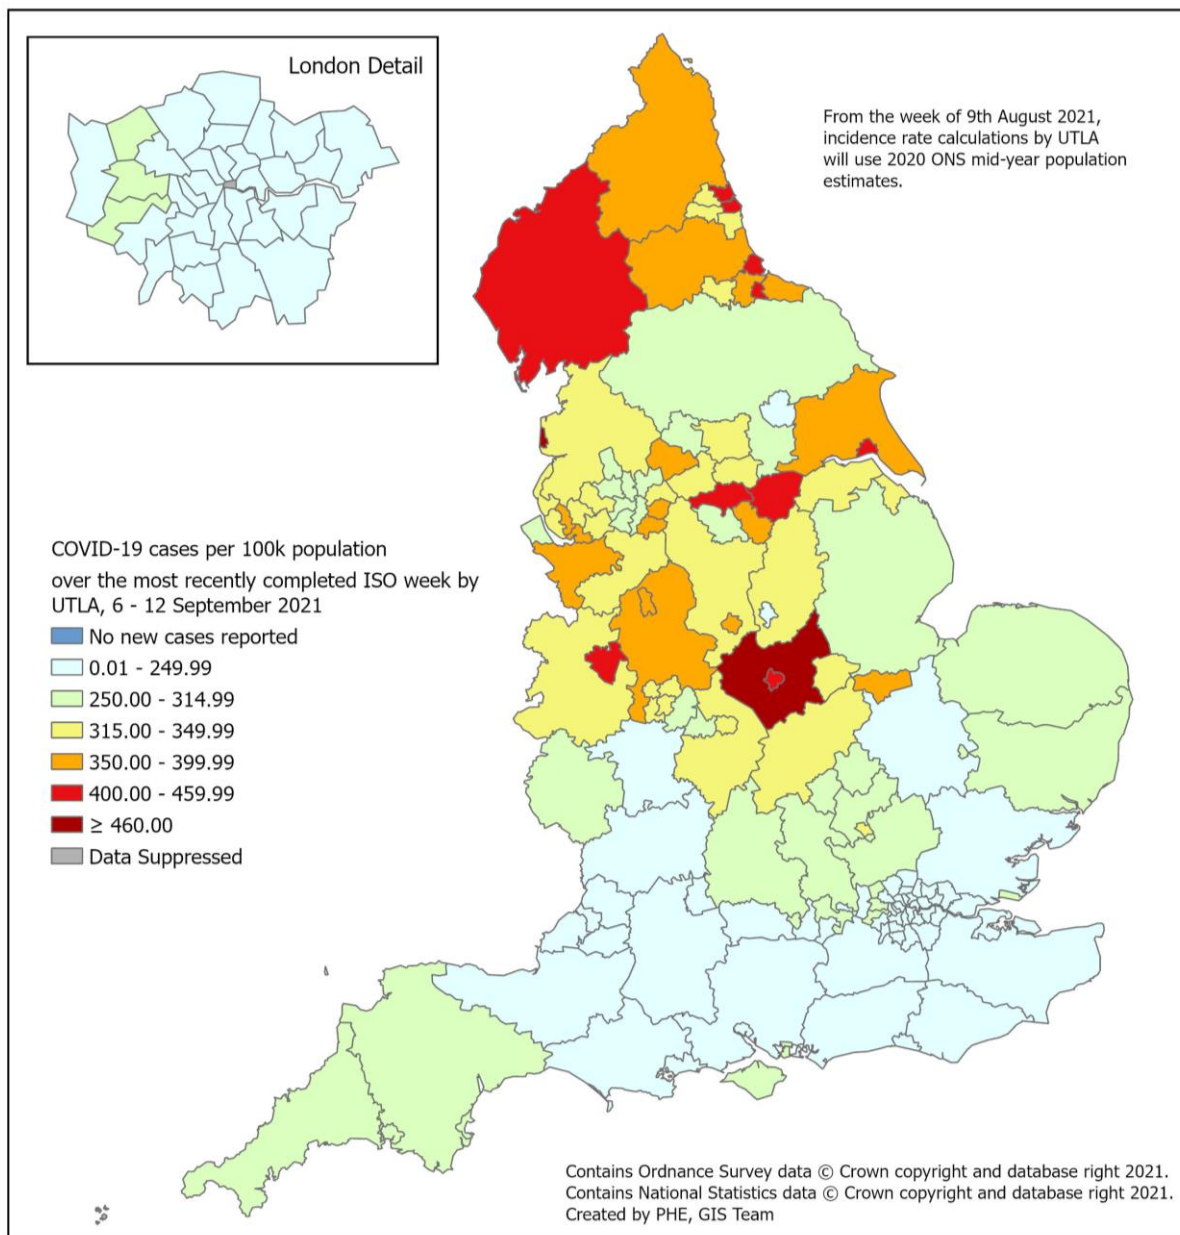 London Detail
From the week of 9th August 2021,
incidence rate calculations by UTLA
will use 2020 ONS mid-year population
estimates.
COVID-19 cases per 100k population
over the most recently completed ISO week by
UTLA, 6 - 12 September 2021
No new cases reported
0.01 - 249.99
250.00 - 314.99
315.00 - 349.99
350.00 - 399.99
400.00 - 459.99
≥ 460.00
Data Suppressed
Contains Ordnance Survey data © Crown copyright and database right 2021.
Contains National Statistics data © Crown copyright and database right 2021.
Created by PHE, GIS Team